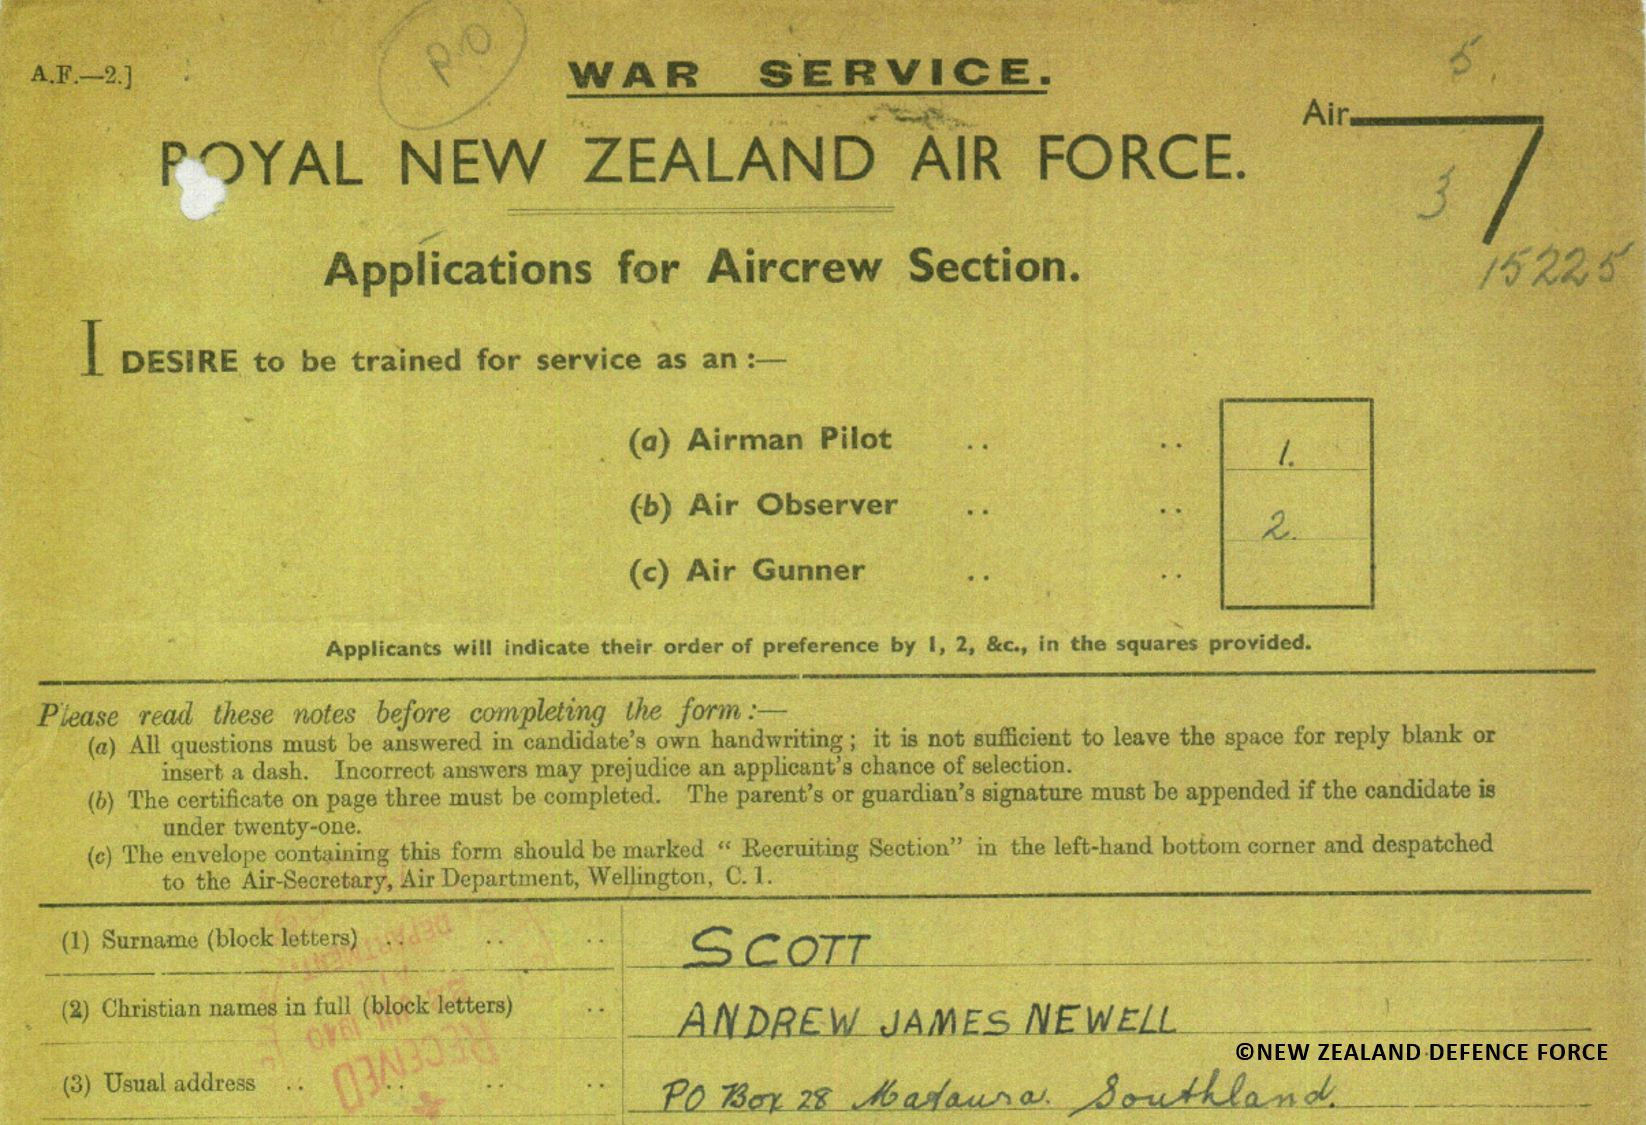 A.F.—2.]
PO
WAR SERVICE.
5.
Air
ROYAL NEW ZEALAND AIR FORCE.
3
15225
Applications for Aircrew Section.
I DESIRE to be trained for service as an :—
(a) Airman Pilot .. .. 1.
(b) Air Observer .. .. 2.
(c) Air Gunner .. ..
Applicants will indicate their order of preference by 1, 2, &c., in the squares provided.
Please read these notes before completing the form :—
(a) All questions must be answered in candidate's own handwriting ; it is not sufficient to leave the space for reply blank or
insert a dash. Incorrect answers may prejudice an applicant's chance of selection.
(b) The certificate on page three must be completed. The parent's or guardian's signature must be appended if the candidate is
under twenty-one.
(c) The envelope containing this form should be marked “ Recruiting Section” in the left-hand bottom corner and despatched
to the Air-Secretary, Air Department, Wellington, C. 1.
(1) Surname (block letters) .. .. .. SCOTT
(2) Christian names in full (block letters) .. ANDREW JAMES NEWELL
©NEW ZEALAND DEFENCE FORCE
(3) Usual address .. .. .. .. PO Box 28 Mataura. Southland.
DEPARTMENT.
1940
RECEIVED